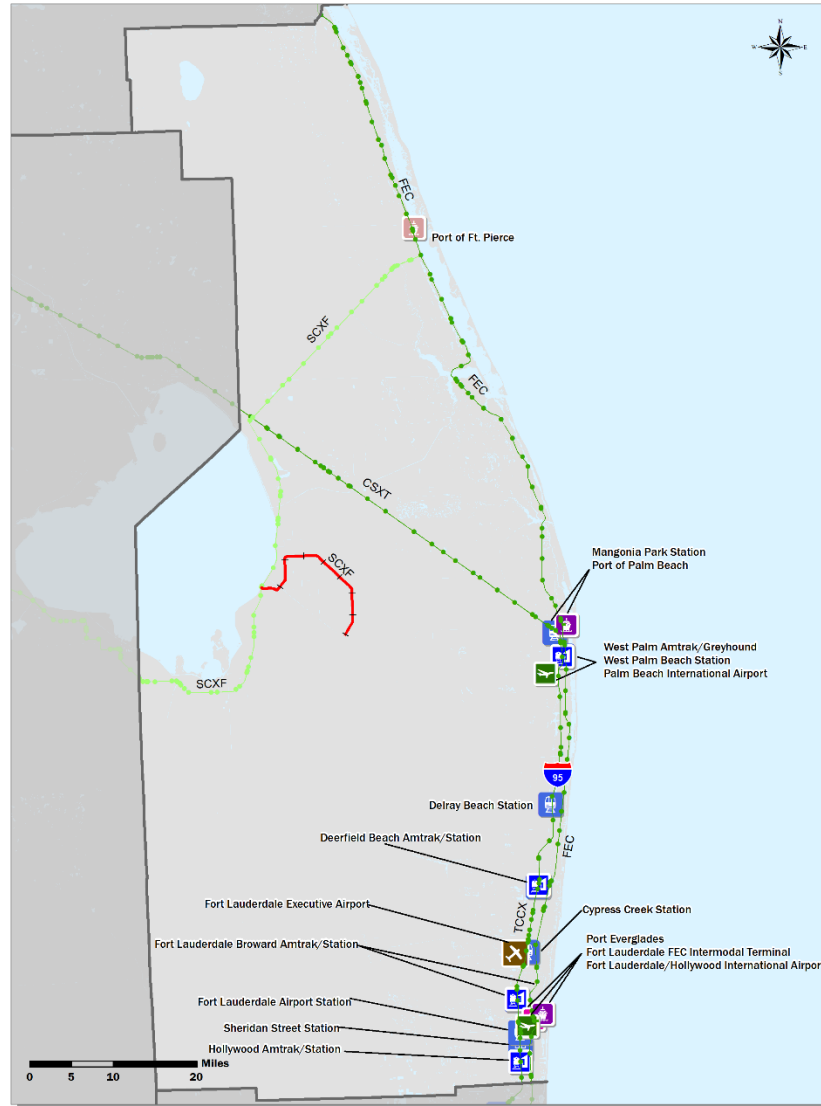 N
W E
S
FEC
Port of Ft. Pierce
SCXF
FEC
CSXT
SCXF
Mangonia Park Station
Port of Palm Beach
West Palm Amtrak/Greyhound
West Palm Beach Station
Palm Beach International Airport
SCXF
95
Delray Beach Station
Deerfield Beach Amtrak/Station
FEC
Fort Lauderdale Executive Airport
TCCX
Cypress Creek Station
Fort Lauderdale Broward Amtrak/Station
Port Everglades
Fort Lauderdale FEC Intermodal Terminal
Fort Lauderdale/Hollywood International Airport
Fort Lauderdale Airport Station
Sheridan Street Station
Hollywood Amtrak/Station
Miles
0 5 10 20